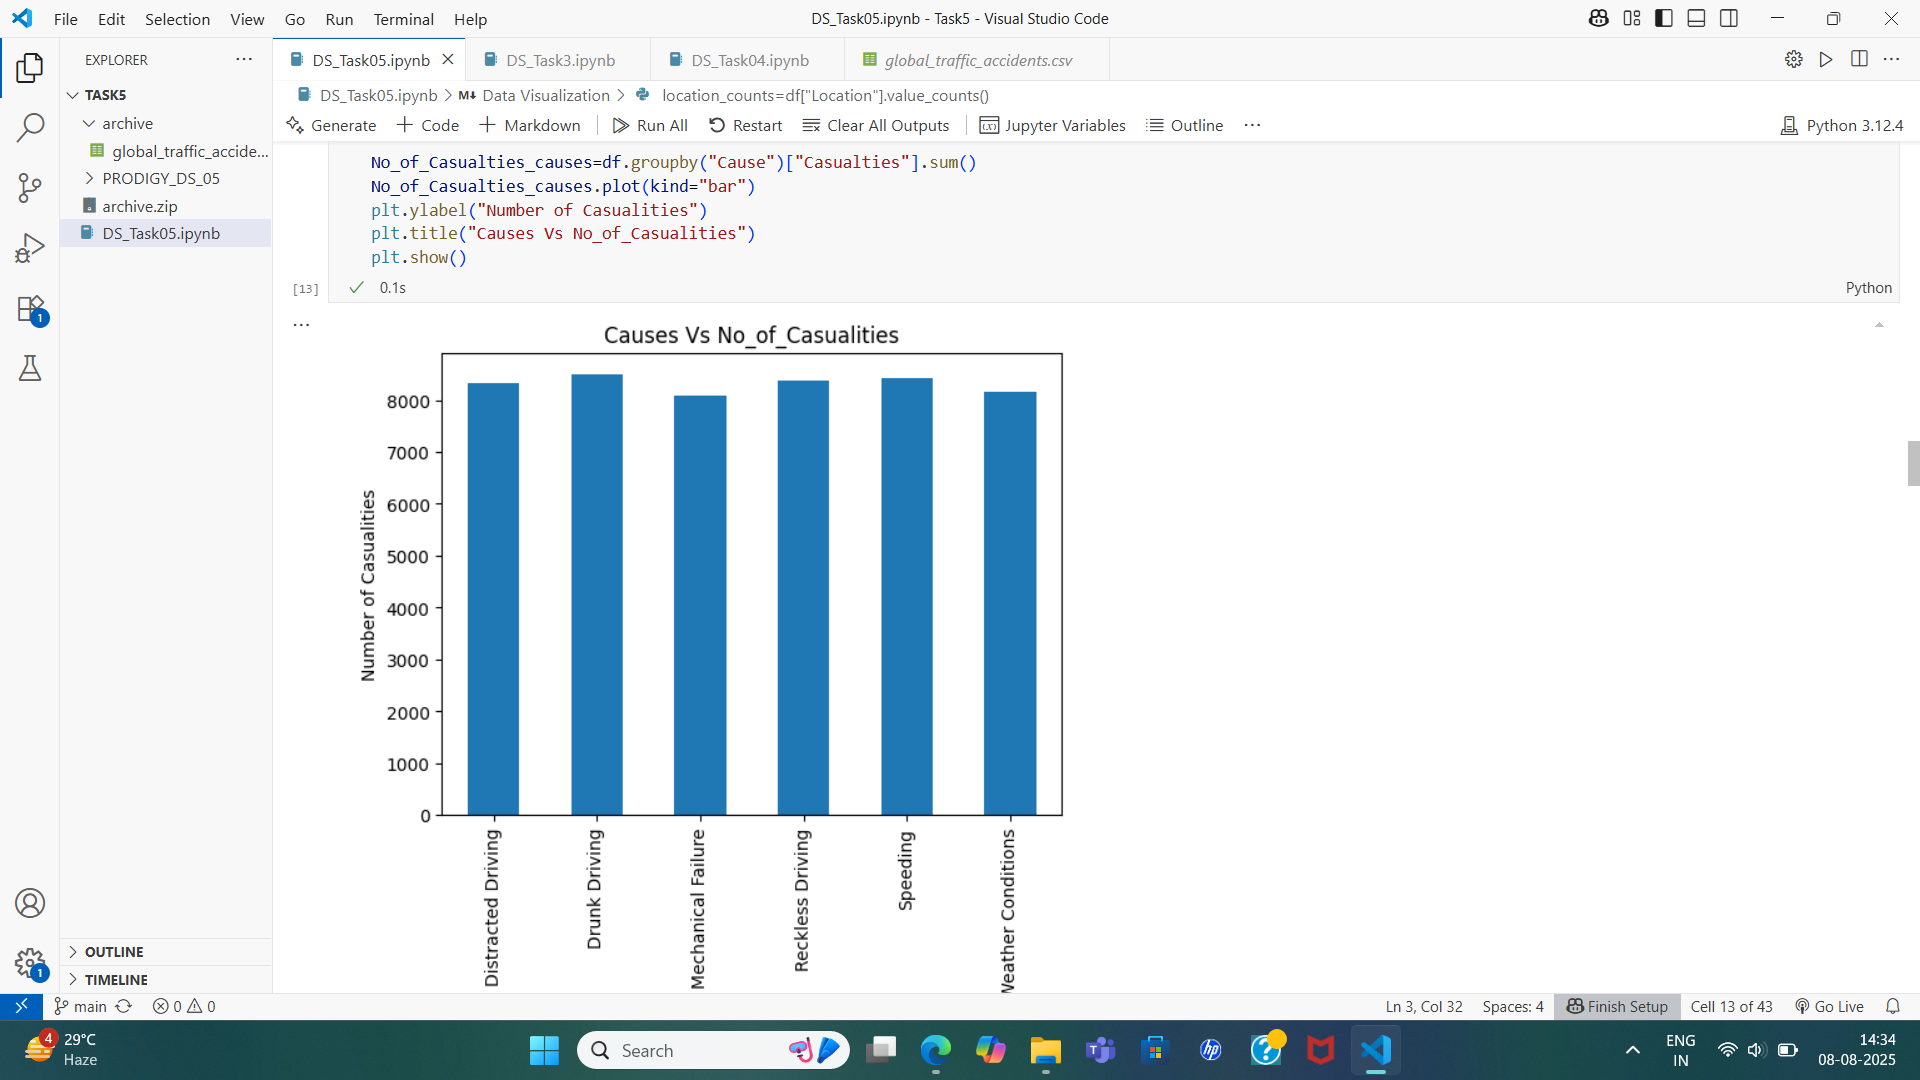 File Edit Selection View Go Run Terminal Help
DS_Task05.ipynb - Task5 - Visual Studio Code
EXPLORER
TASK5
archive
global_traffic_accide...
PRODIGY_DS_05
archive.zip
DS_Task05.ipynb
OUTLINE
TIMELINE
1
1
DS_Task05.ipynb DS_Task3.ipynb DS_Task04.ipynb global_traffic_accidents.csv
DS_Task05.ipynb > M Data Visualization > location_counts=df["Location"].value_counts()
Generate + Code + Markdown Run All Restart Clear All Outputs Jupyter Variables Outline ...
Python 3.12.4
No_of_Casualties_causes=df.groupby("Cause")["Casualties"].sum()
No_of_Casualties_causes.plot(kind="bar")
plt.ylabel("Number of Casualities")
plt.title("Causes Vs No_of_Casualities")
plt.show()
[13] 0.1s
Python
Causes Vs No_of_Casualities
Number of Casualities
8000
7000
6000
5000
4000
3000
2000
1000
0
Distracted Driving
Drunk Driving
Mechanical Failure
Reckless Driving
Speeding
Weather Conditions
main 0 0
Ln 3, Col 32 Spaces: 4 Finish Setup Cell 13 of 43 Go Live
4
29°C
Haze
Search
hp
ENG
IN
14:34
08-08-2025